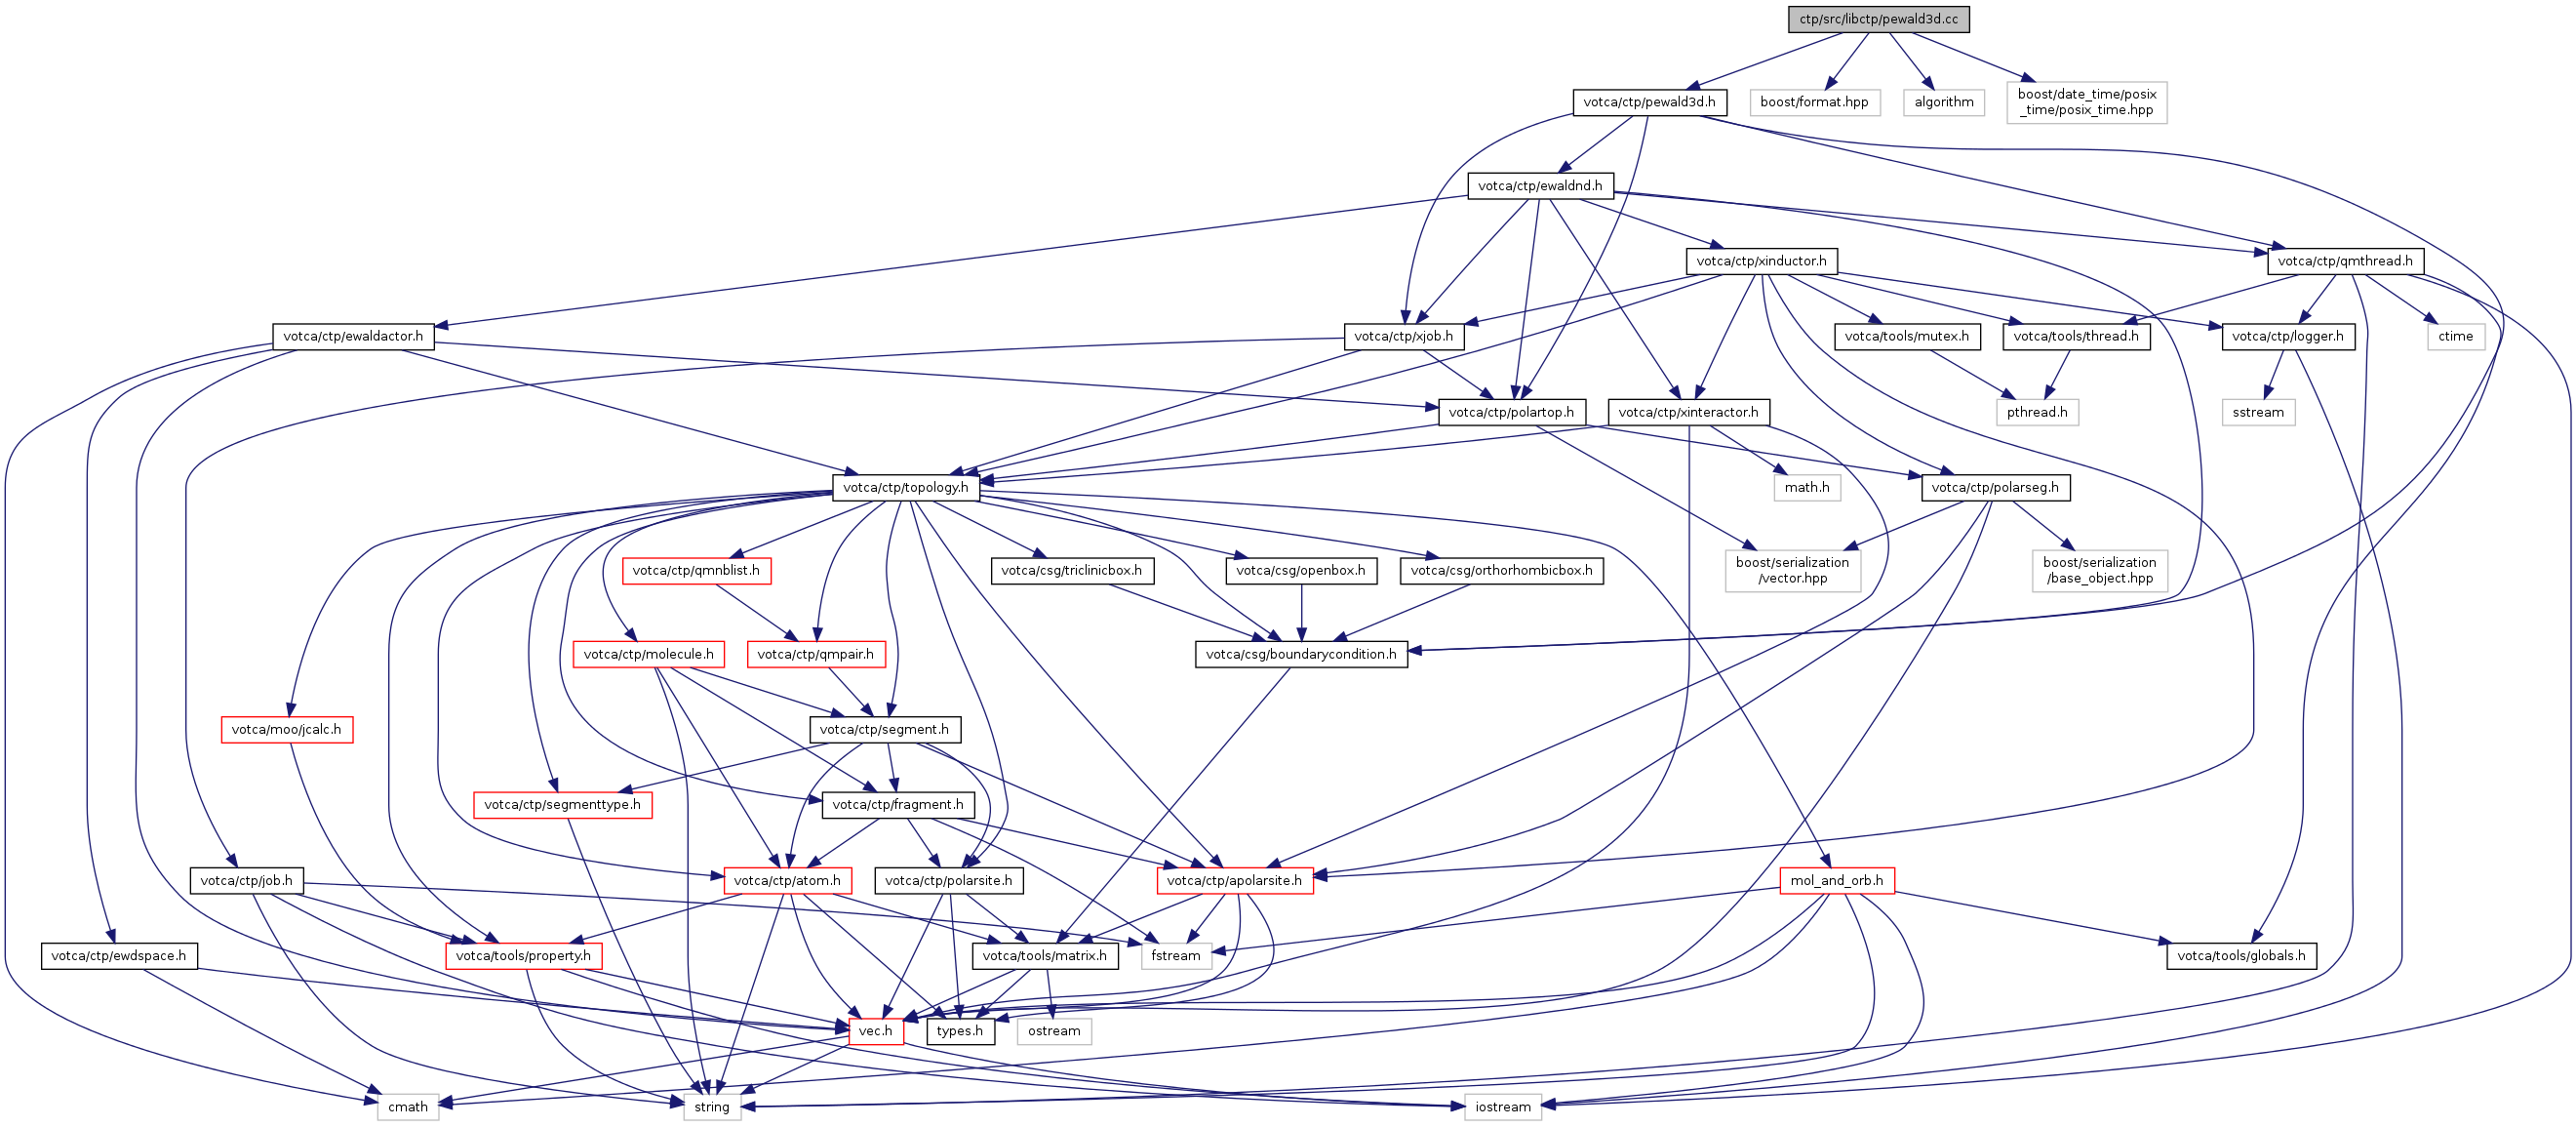 ctp/src/libctp/pewald3d.cc
votca/ctp/pewald3d.h
boost/format.hpp
algorithm
boost/date_time/posix
_time/posix_time.hpp
votca/ctp/ewaldnd.h
votca/ctp/xinductor.h
votca/ctp/qmthread.h
votca/ctp/ewaldactor.h
votca/ctp/xjob.h
votca/tools/mutex.h
votca/tools/thread.h
votca/ctp/logger.h
ctime
votca/ctp/polartop.h
votca/ctp/xinteractor.h
pthread.h
sstream
votca/ctp/topology.h
math.h
votca/ctp/polarseg.h
votca/ctp/qmnblist.h
votca/csg/triclinicbox.h
votca/csg/openbox.h
votca/csg/orthorhombicbox.h
boost/serialization
/vector.hpp
boost/serialization
/base_object.hpp
votca/ctp/molecule.h
votca/ctp/qmpair.h
votca/csg/boundarycondition.h
votca/moo/jcalc.h
votca/ctp/segment.h
votca/ctp/segmenttype.h
votca/ctp/fragment.h
votca/ctp/job.h
votca/ctp/atom.h
votca/ctp/polarsite.h
votca/ctp/apolarsite.h
mol_and_orb.h
votca/ctp/ewdspace.h
votca/tools/property.h
votca/tools/matrix.h
fstream
votca/tools/globals.h
vec.h
types.h
ostream
cmath
string
iostream